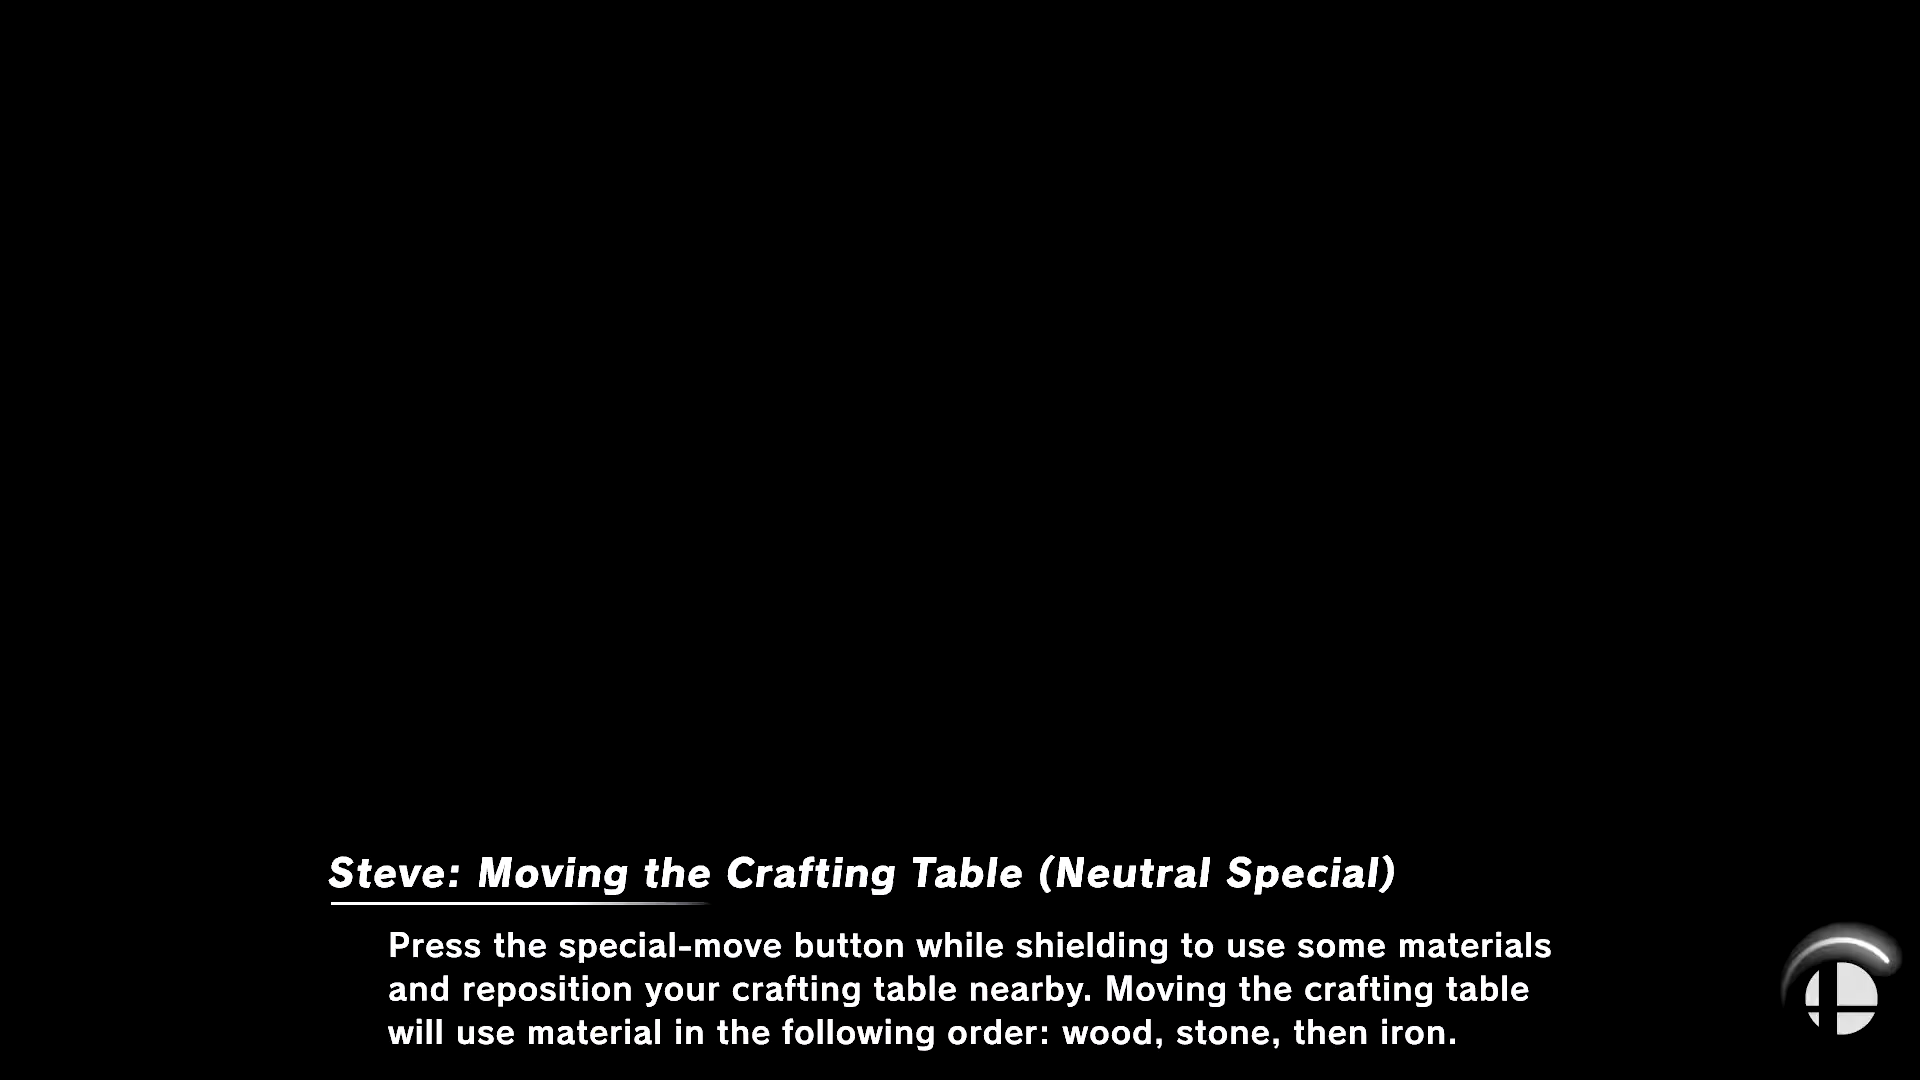 Steve: Moving the Crafting Table (Neutral Special)
Press the special-move button while shielding to use some materials
and reposition your crafting table nearby. Moving the crafting table
will use material in the following order: wood, stone, then iron.